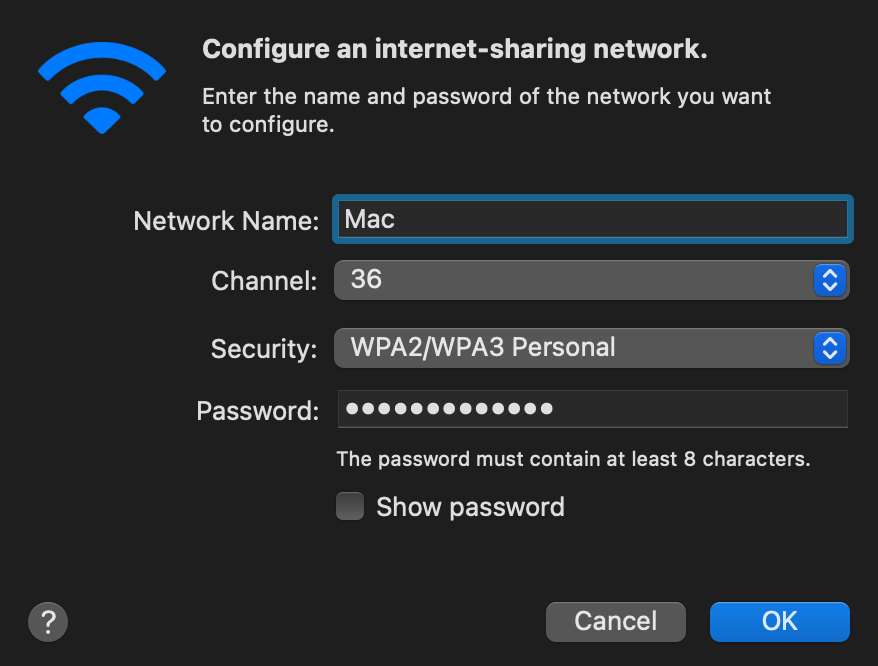 Configure an internet-sharing network.
Enter the name and password of the network you want
to configure.
Network Name: Mac
Channel: 36
Security: WPA2/WPA3 Personal
Password: •••••••••••••
The password must contain at least 8 characters.
Show password
? Cancel OK